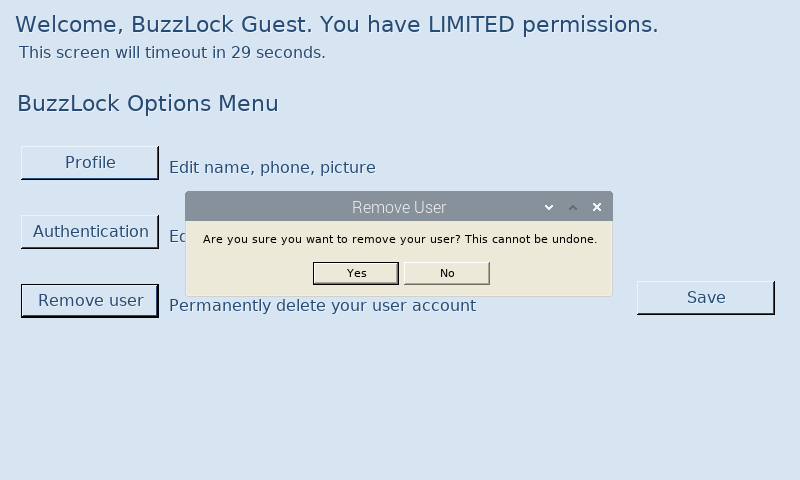 Welcome, BuzzLock Guest. You have LIMITED permissions.
This screen will timeout in 29 seconds.
BuzzLock Options Menu
Profile
Edit name, phone, picture
Remove User
Authentication
Are you sure you want to remove your user? This cannot be undone.
Yes
No
Remove user
Permanently delete your user account
Save